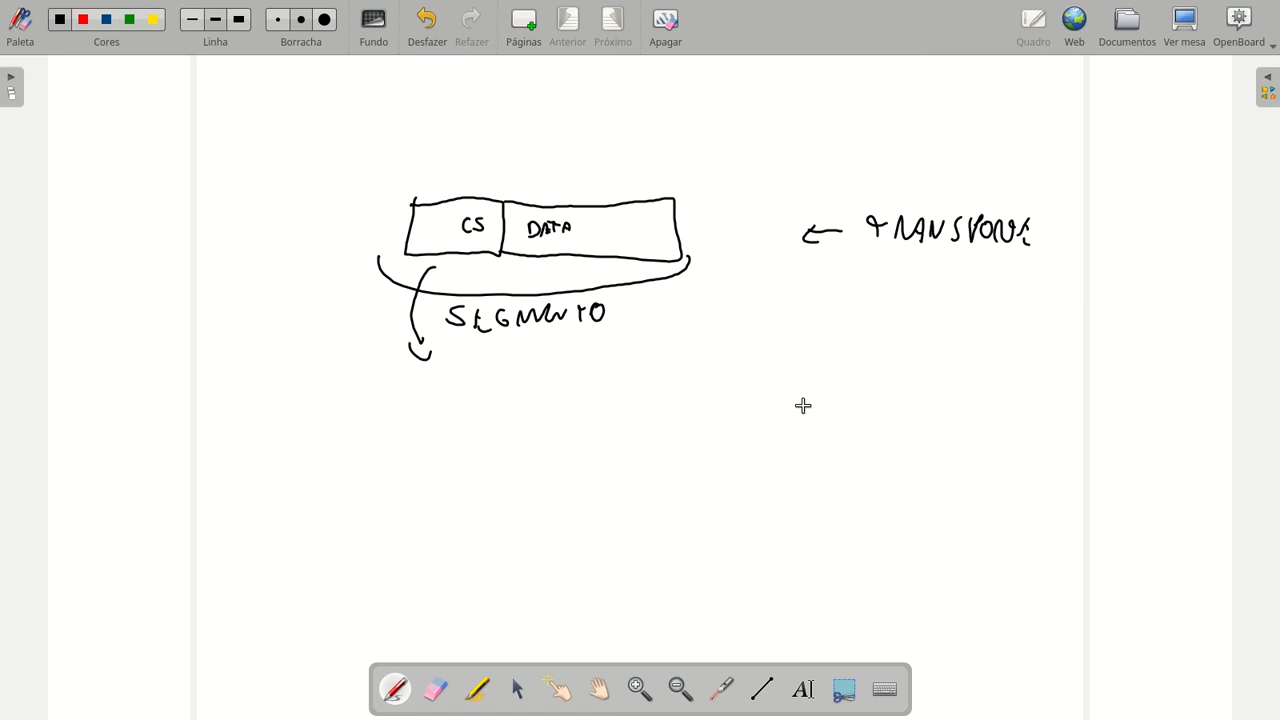 Paleta Cores Linha Borracha Fundo Desfazer Refazer Páginas Anterior Próximo Apagar Quadro Web Documentos Ver mesa OpenBoard
CS DATA ← TRANSPORTE
SEGMENTO
AI